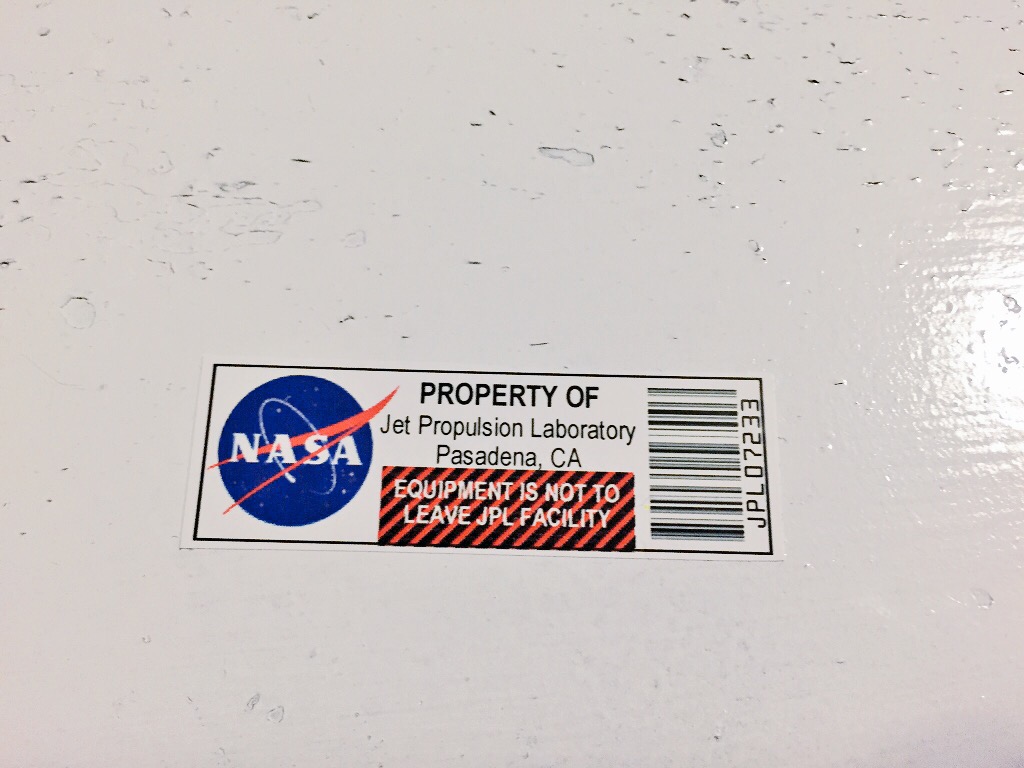 NASA
PROPERTY OF
Jet Propulsion Laboratory
Pasadena, CA
EQUIPMENT IS NOT TO
LEAVE JPL FACILITY
JPL07233